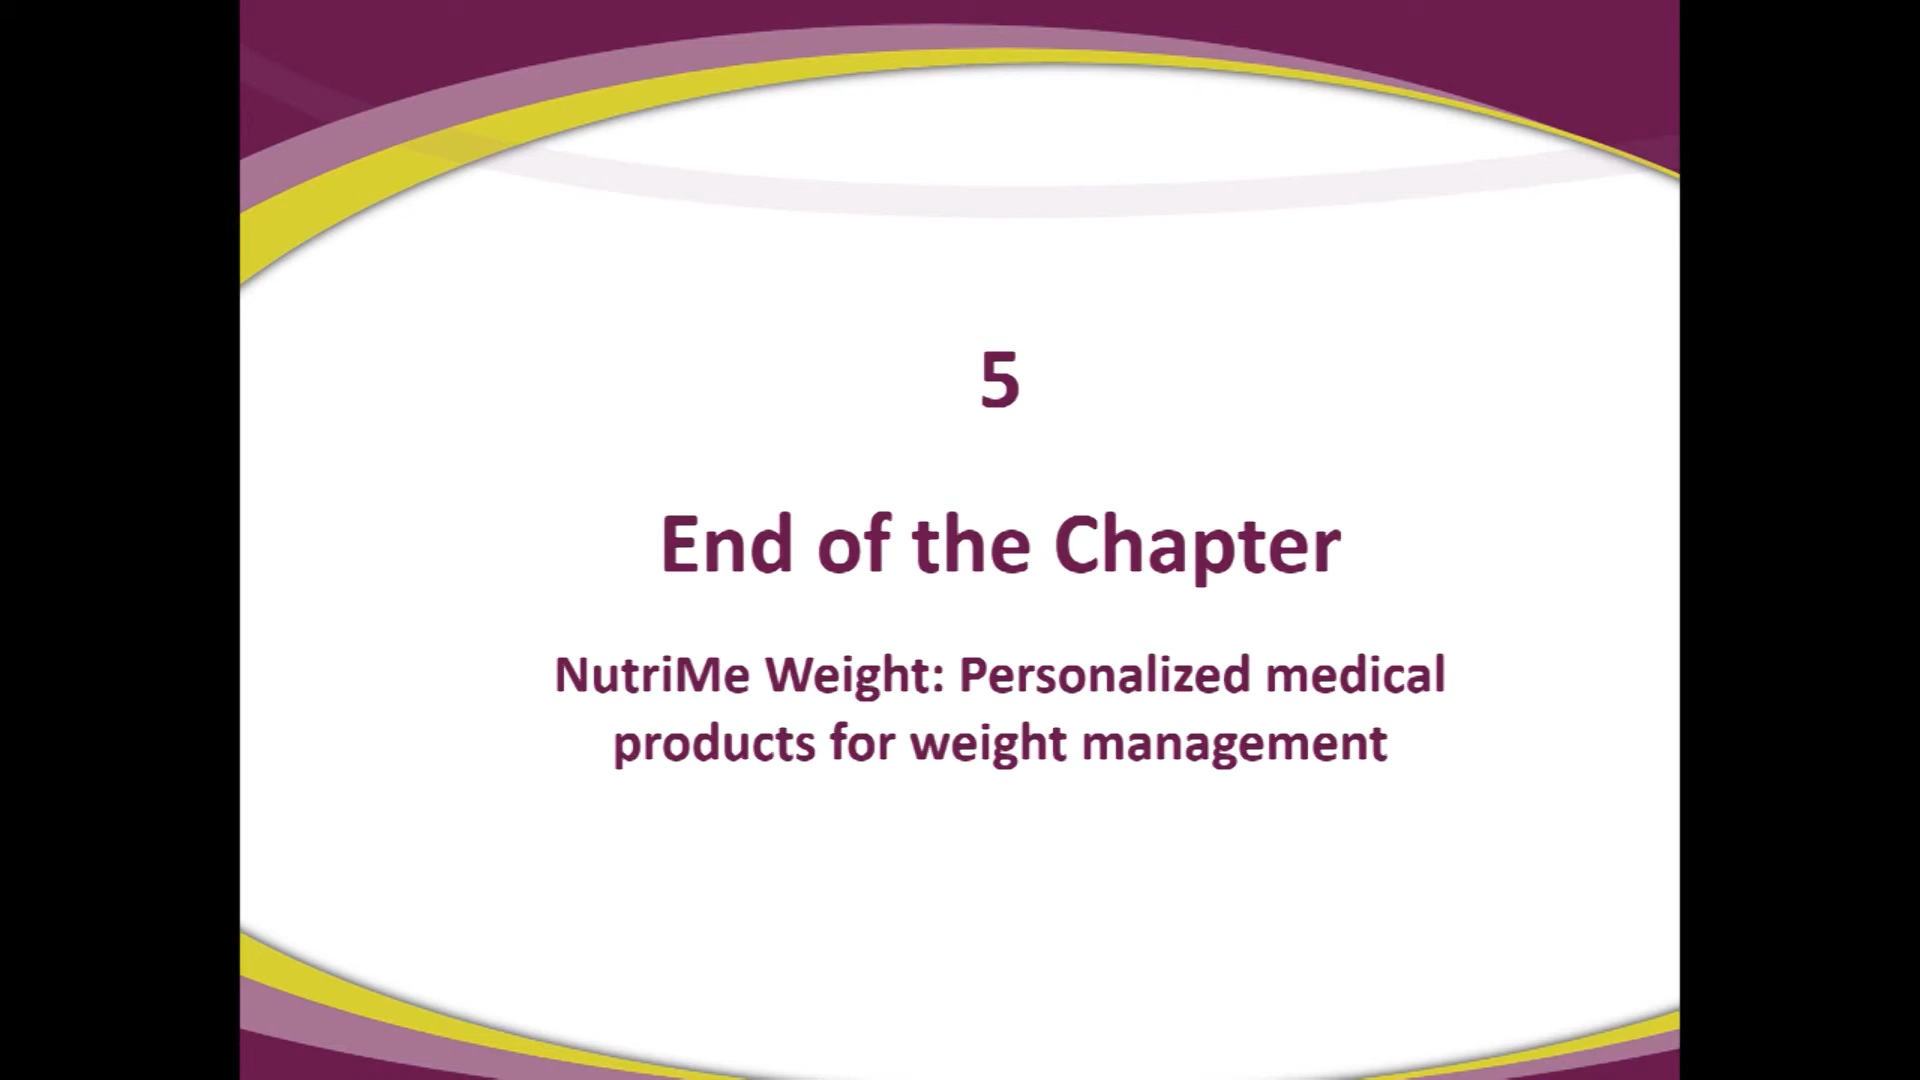 5
End of the Chapter
NutriMe Weight: Personalized medical
products for weight management